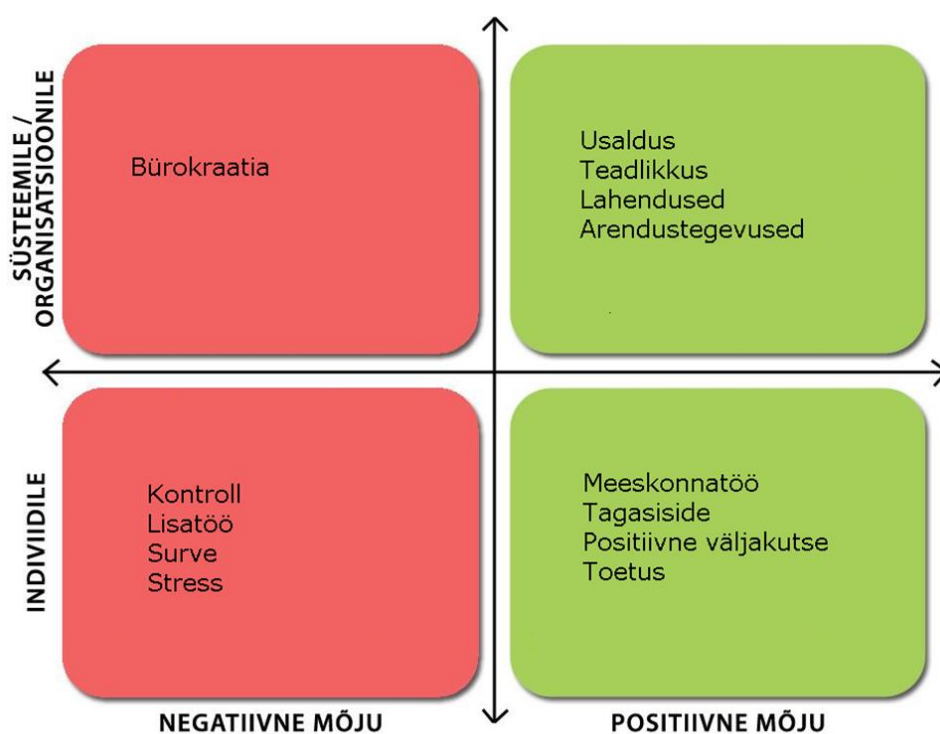 SÜSTEEMILE /
ORGANISATSIOONILE
Bürokraatia
Usaldus
Teadlikkus
Lahendused
Arendustegevused
INDIVIIDILE
Kontroll
Lisatöö
Surve
Stress
Meeskonnatöö
Tagasiside
Positiivne väljakutse
Toetus
NEGATIIVNE MÕJU
POSITIIVNE MÕJU